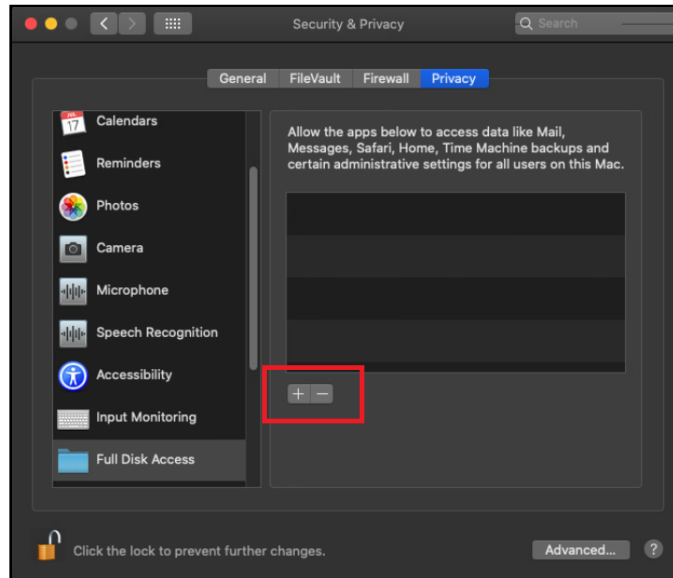 Security & Privacy
Search
General FileVault Firewall Privacy
JUL
17
Calendars
Reminders
Photos
Camera
Microphone
Speech Recognition
Accessibility
Input Monitoring
Full Disk Access
Allow the apps below to access data like Mail,
Messages, Safari, Home, Time Machine backups and
certain administrative settings for all users on this Mac.
+ −
Click the lock to prevent further changes.
Advanced... ?